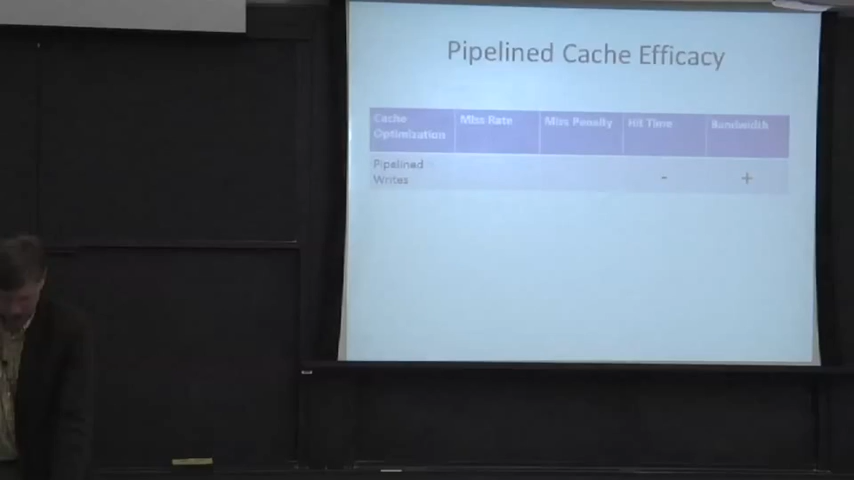 Pipelined Cache Efficacy
Cache Optimization Miss Rate Miss Penalty Hit Time Bandwidth
Pipelined Writes - +